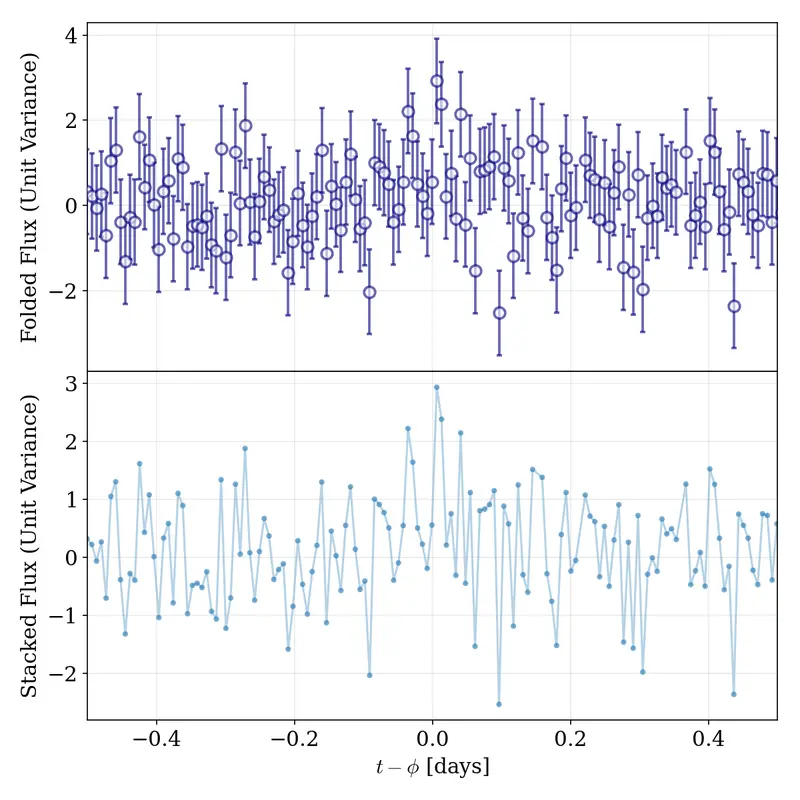 Folded Flux (Unit Variance)
4
2
0
−2
Stacked Flux (Unit Variance)
3
2
1
0
−1
−2
−0.4 −0.2 0.0 0.2 0.4
t − ϕ [days]